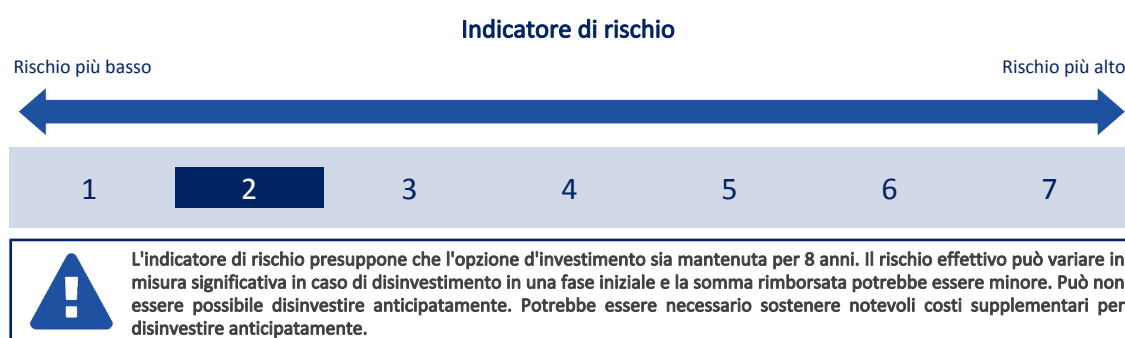 Indicatore di rischio
Rischio più basso
Rischio più alto
1 2 3 4 5 6 7
L'indicatore di rischio presuppone che l'opzione d'investimento sia mantenuta per 8 anni. Il rischio effettivo può variare in
misura significativa in caso di disinvestimento in una fase iniziale e la somma rimborsata potrebbe essere minore. Può non
essere possibile disinvestire anticipatamente. Potrebbe essere necessario sostenere notevoli costi supplementari per
disinvestire anticipatamente.